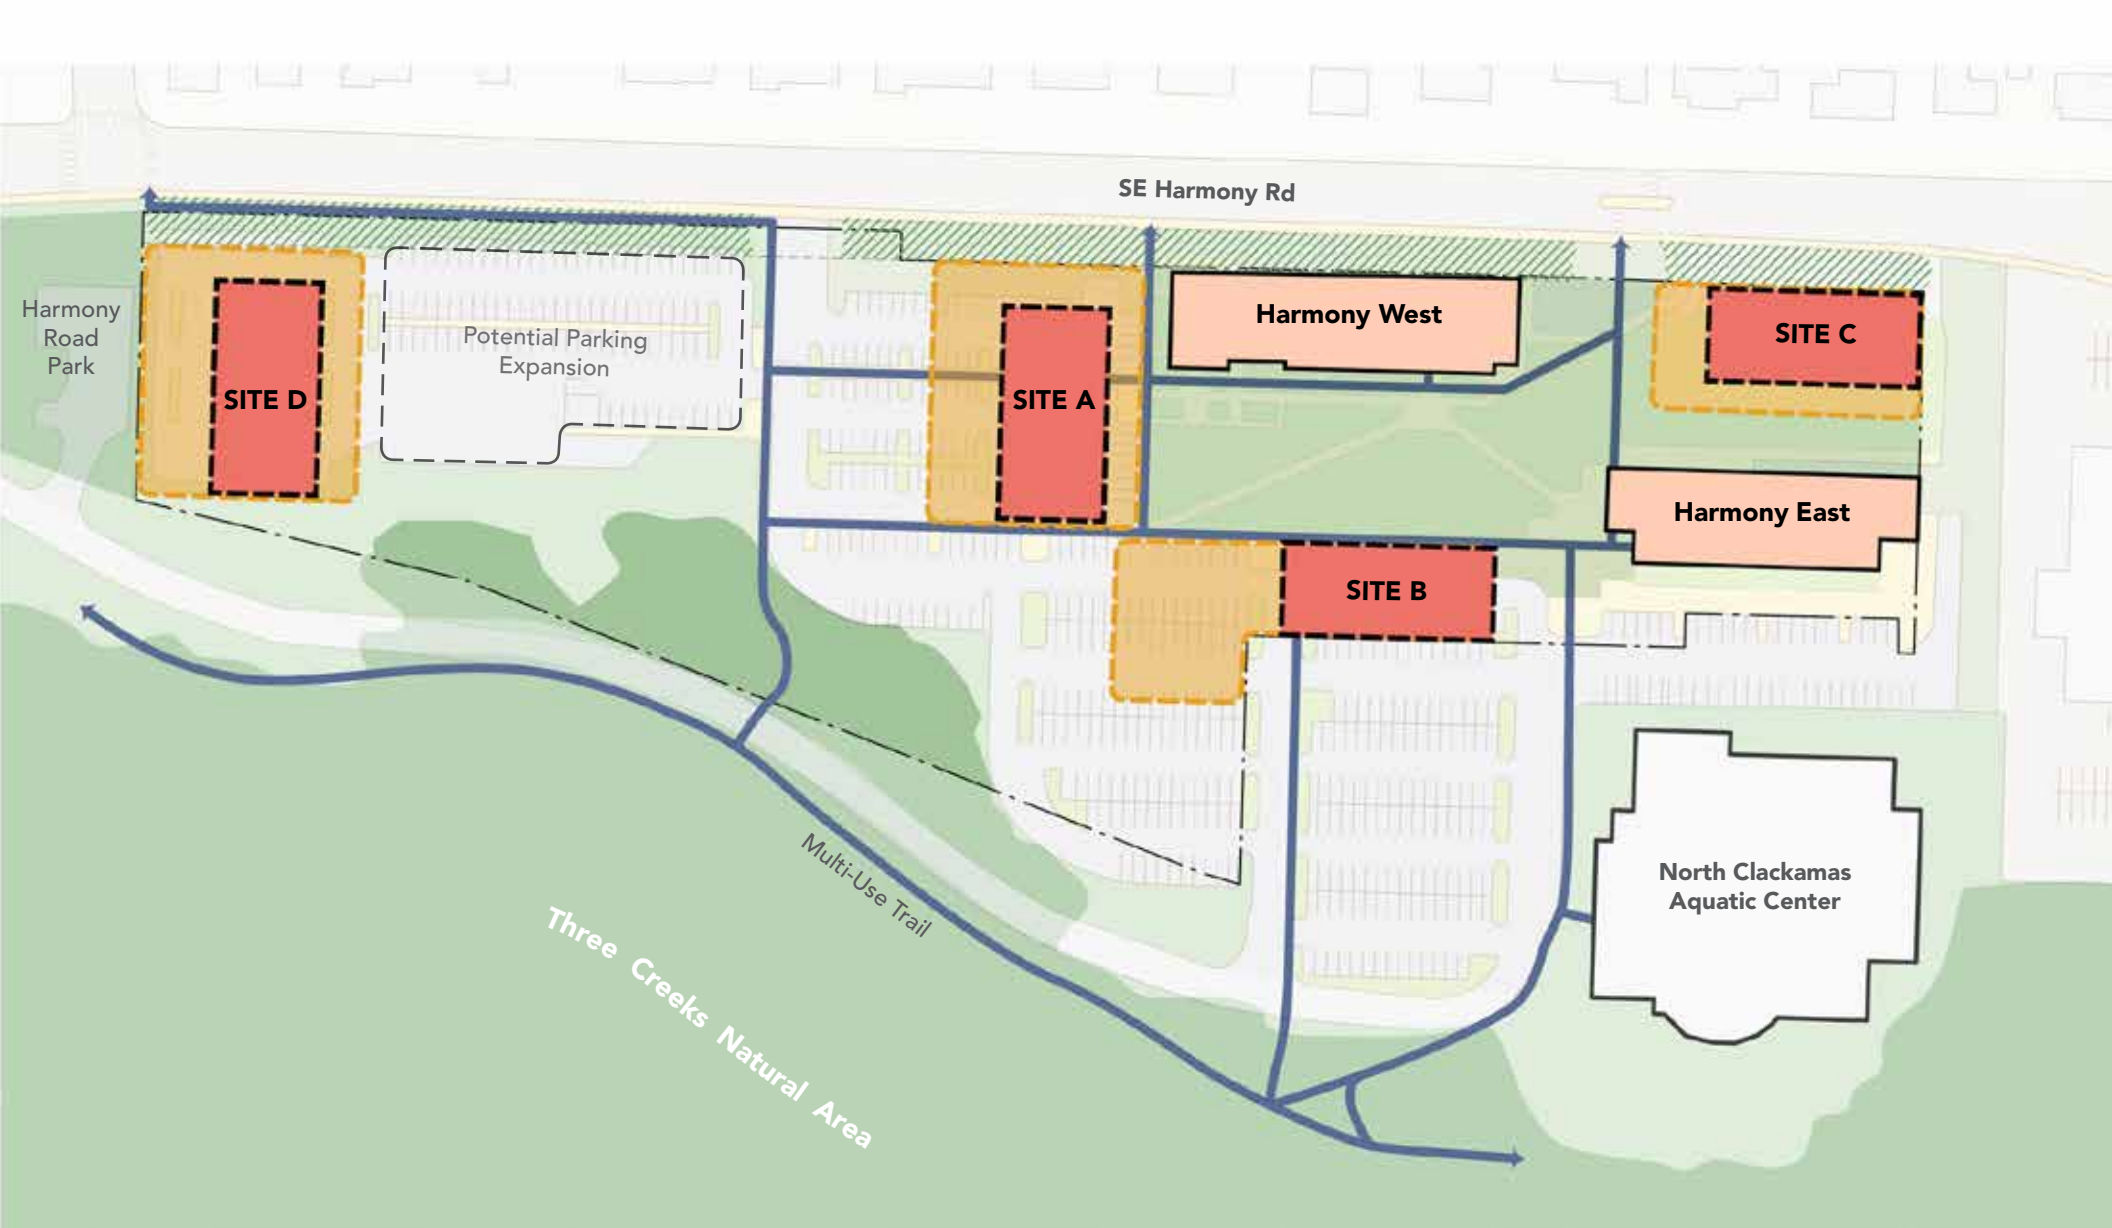 SE Harmony Rd
Harmony
Road
Park
SITE D
Potential Parking
Expansion
SITE A
Harmony West
SITE C
Harmony East
SITE B
North Clackamas
Aquatic Center
Multi-Use Trail
Three Creeks Natural Area